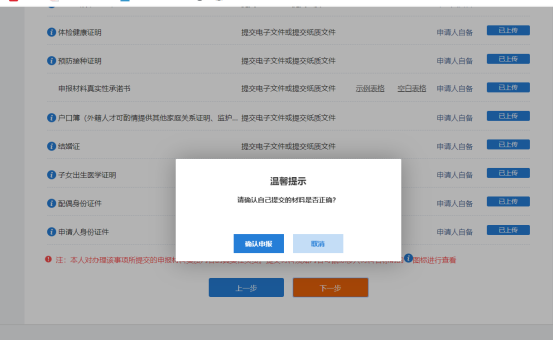 体检健康证明 提交电子文件或提交纸质文件 申请人自备 已上传
预防接种证明 提交电子文件或提交纸质文件 申请人自备 已上传
申报材料真实性承诺书 提交电子文件或提交纸质文件 示例表格 空白表格 申请人自备 已上传
户口簿（外籍人才可酌情提供其他家庭关系证明、监护... 提交电子文件或提交纸质文件 申请人自备 已上传
结婚证 提交电子文件或提交纸质文件 申请人自备 已上传
子女出生医学证明 申请人自备 已上传
配偶身份证件 申请人自备 已上传
申请人身份证件 申请人自备 已上传
温馨提示
请确认自己提交的材料是否正确?
确认申报 取消
注：本人对办理该事项所提交的申报材 图标进行查看
上一步 下一步